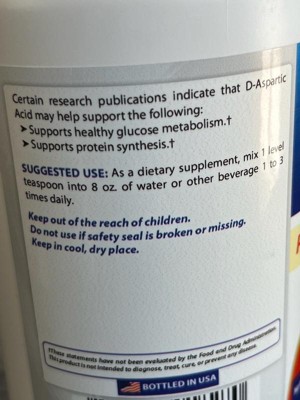 Certain research publications indicate that D-Aspartic
Acid may help support the following:
➤Supports healthy glucose metabolism.†
➤Supports protein synthesis.†
SUGGESTED USE: As a dietary supplement, mix 1 level
teaspoon into 8 oz. of water or other beverage 1 to 3
times daily.
Keep out of the reach of children.
Do not use if safety seal is broken or missing.
Keep in cool, dry place.
†These statements have not been evaluated by the Food and Drug Administration.
This product is not intended to diagnose, treat, cure, or prevent any disease.
BOTTLED IN USA